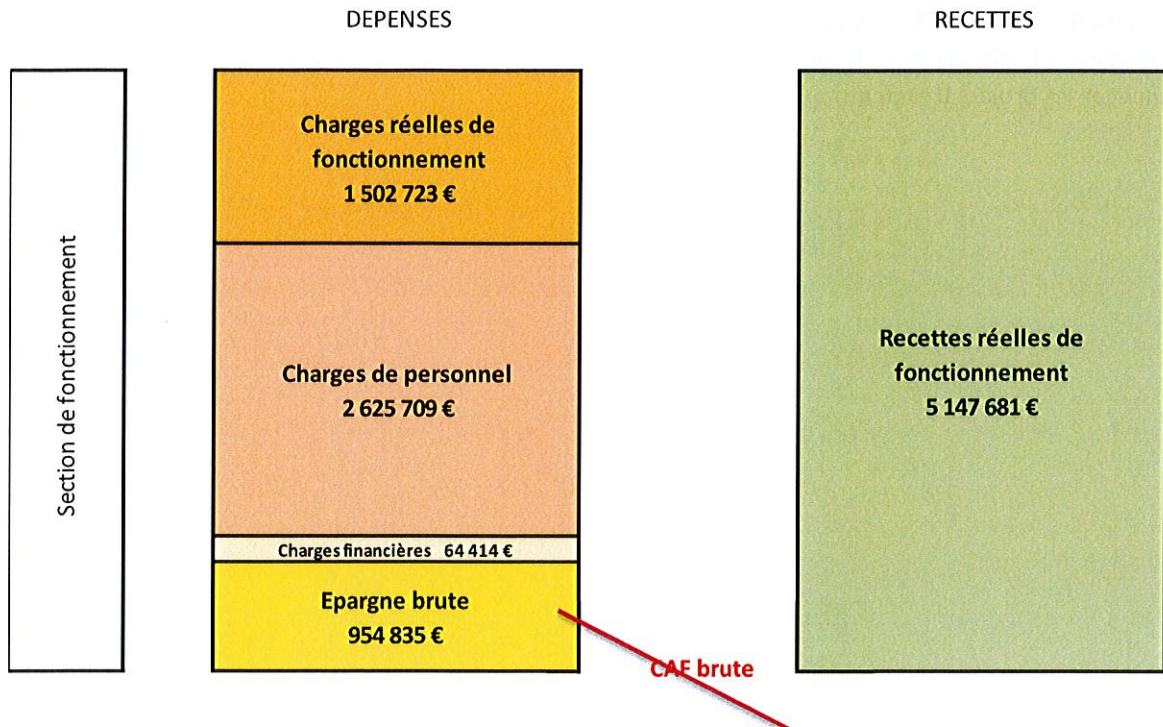 DEPENSES
RECETTES
Section de fonctionnement
Charges réelles de
fonctionnement
1 502 723 €
Charges de personnel
2 625 709 €
Charges financières 64 414 €
Epargne brute
954 835 €
CAF brute
Recettes réelles de
fonctionnement
5 147 681 €